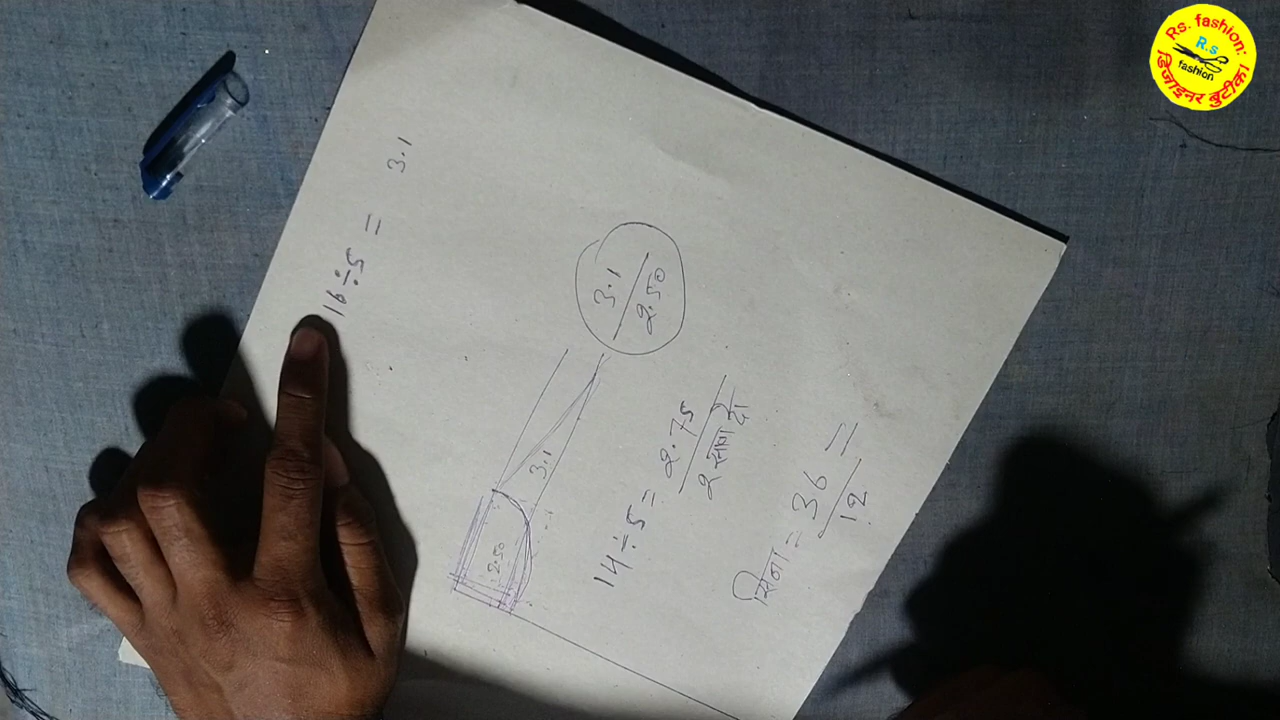 Rs. fashion:
R.s
fashion
डिजाइनर बुटीक।
16÷5 = 3.1
3.1
2.50
3.1
2.50
14÷5 = 2.75
सिना = 36 =
12